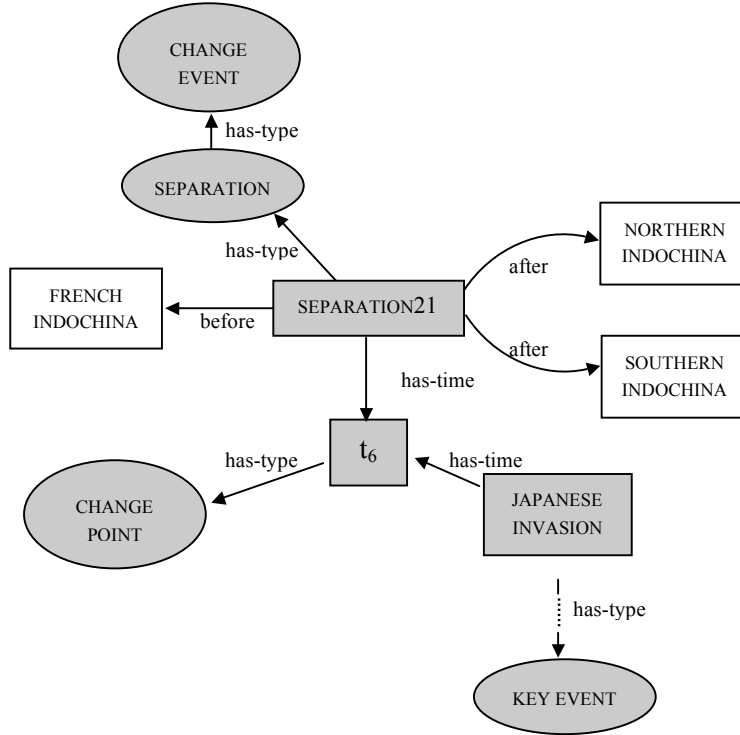 CHANGE
EVENT
has-type
SEPARATION
has-type
NORTHERN
INDOCHINA
after
FRENCH
INDOCHINA
before
SEPARATION21
after
SOUTHERN
INDOCHINA
has-time
t6
has-type
has-time
CHANGE
POINT
JAPANESE
INVASION
has-type
KEY EVENT